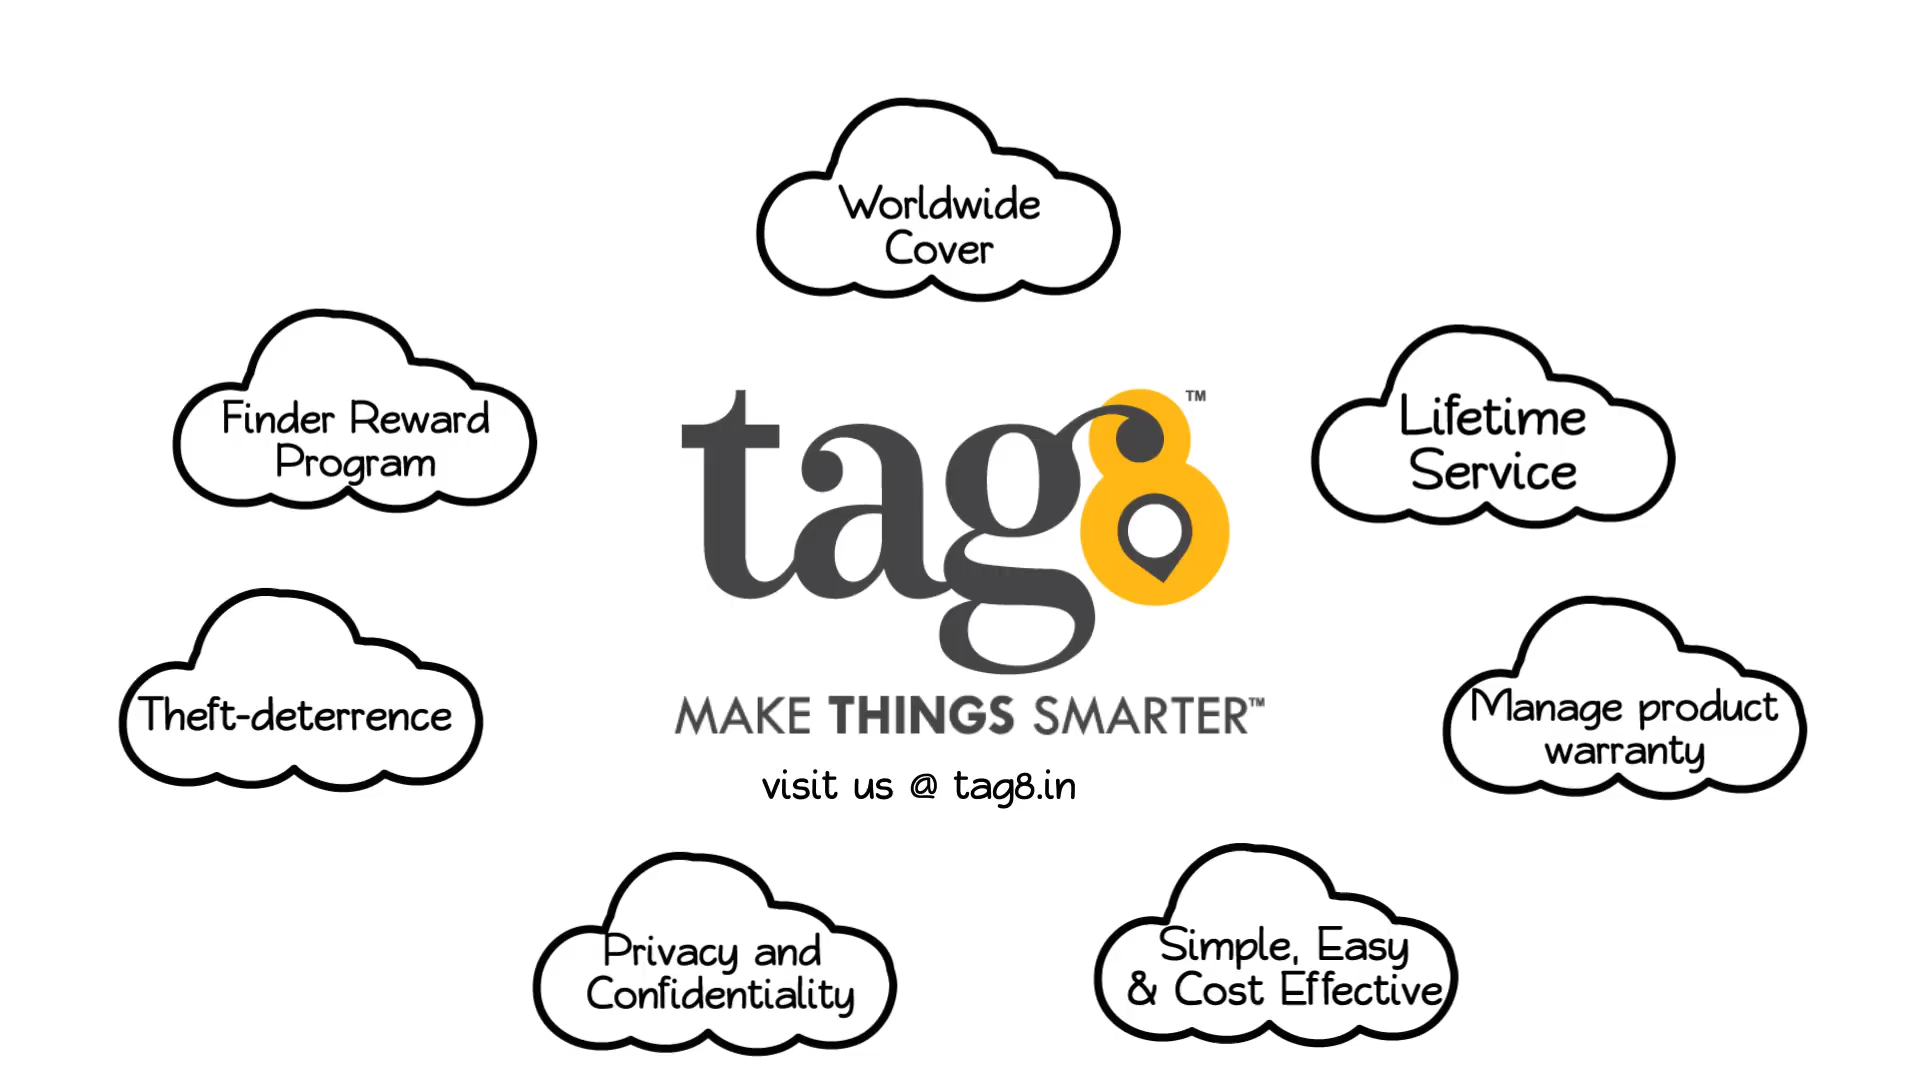 Worldwide
Cover
Finder Reward
Program
Lifetime
Service
tag8™
Theft-deterrence
MAKE THINGS SMARTER™
Manage product
warranty
visit us @ tag8.in
Privacy and
Confidentiality
Simple, Easy
& Cost Effective